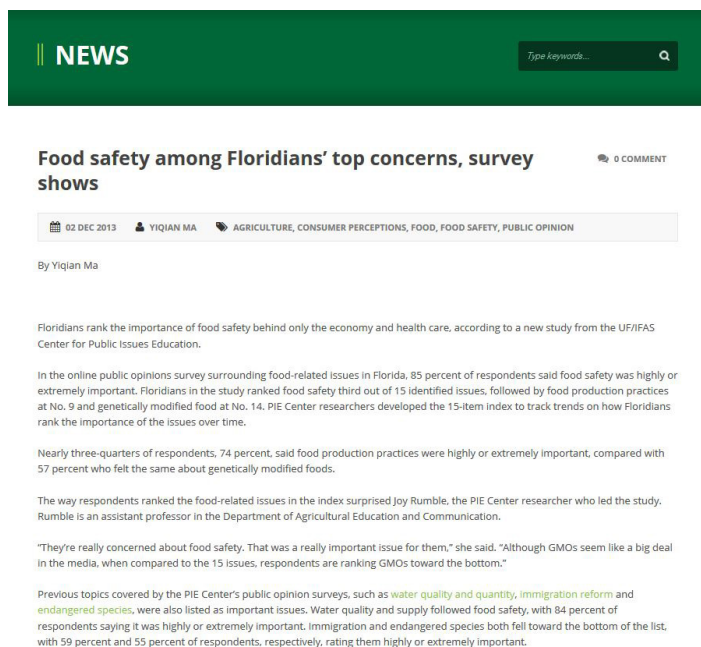 NEWS
Type keywords...
Food safety among Floridians' top concerns, survey
shows
0 COMMENT
02 DEC 2013 YIQIAN MA AGRICULTURE, CONSUMER PERCEPTIONS, FOOD, FOOD SAFETY, PUBLIC OPINION
By Yiqian Ma
Floridians rank the importance of food safety behind only the economy and health care, according to a new study from the UF/IFAS
Center for Public Issues Education.
In the online public opinions survey surrounding food-related issues in Florida, 85 percent of respondents said food safety was highly or
extremely important. Floridians in the study ranked food safety third out of 15 identified issues, followed by food production practices
at No. 9 and genetically modified food at No. 14. PIE Center researchers developed the 15-item index to track trends on how Floridians
rank the importance of the issues over time.
Nearly three-quarters of respondents, 74 percent, said food production practices were highly or extremely important, compared with
57 percent who felt the same about genetically modified foods.
The way respondents ranked the food-related issues in the index surprised Joy Rumble, the PIE Center researcher who led the study.
Rumble is an assistant professor in the Department of Agricultural Education and Communication.
"They're really concerned about food safety. That was a really important issue for them," she said. "Although GMOs seem like a big deal
in the media, when compared to the 15 issues, respondents are ranking GMOs toward the bottom."
Previous topics covered by the PIE Center's public opinion surveys, such as water quality and quantity, immigration reform and
endangered species, were also listed as important issues. Water quality and supply followed food safety, with 84 percent of
respondents saying it was highly or extremely important. Immigration and endangered species both fell toward the bottom of the list,
with 59 percent and 55 percent of respondents, respectively, rating them highly or extremely important.